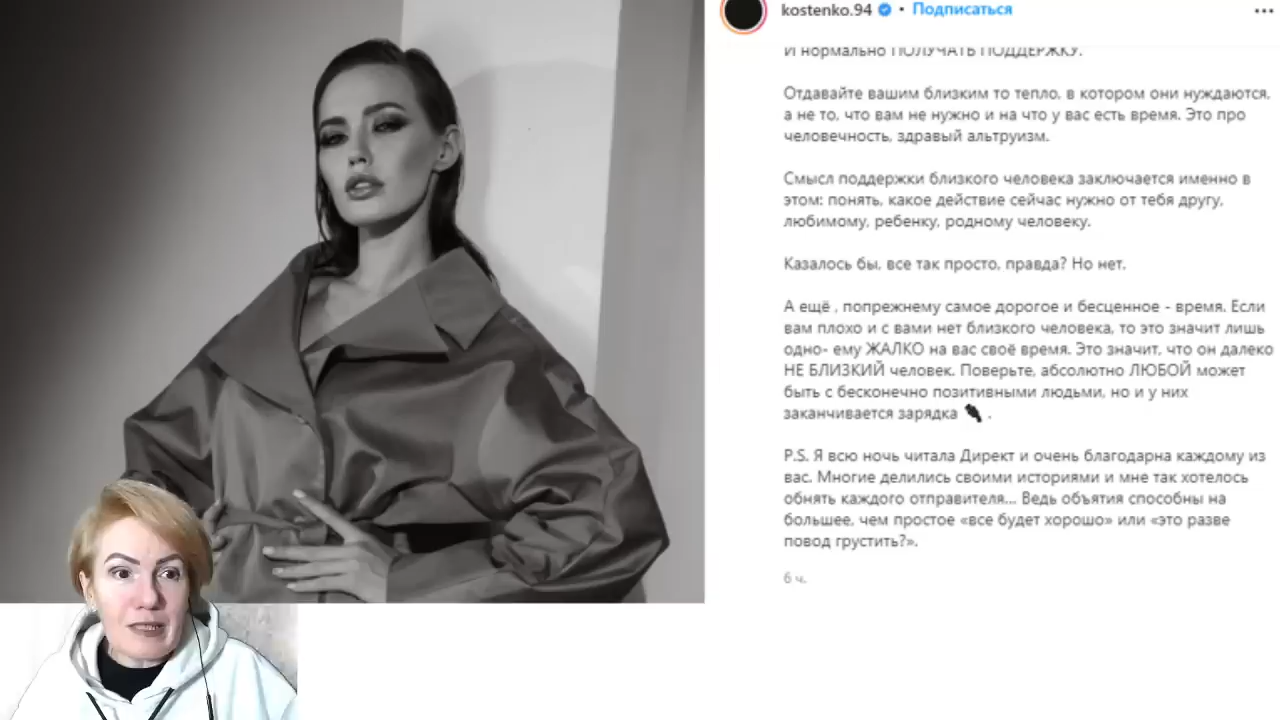 kostenko.94 • Подписаться
И нормально ПОЛУЧАТЬ ПОДДЕРЖКУ.
Отдавайте вашим близким то тепло, в котором они нуждаются,
а не то, что вам не нужно и на что у вас есть время. Это про
человечность, здравый альтруизм.
Смысл поддержки близкого человека заключается именно в
этом: понять, какое действие сейчас нужно от тебя другу,
любимому, ребенку, родному человеку.
Казалось бы, все так просто, правда? Но нет.
А ещё , попрежнему самое дорогое и бесценное - время. Если
вам плохо и с вами нет близкого человека, то это значит лишь
одно- ему ЖАЛКО на вас своё время. Это значит, что он далеко
НЕ БЛИЗКИЙ человек. Поверьте, абсолютно ЛЮБОЙ может
быть с бесконечно позитивными людьми, но и у них
заканчивается зарядка .
P.S. Я всю ночь читала Директ и очень благодарна каждому из
вас. Многие делились своими историями и мне так хотелось
обнять каждого отправителя... Ведь объятия способны на
большее, чем простое «все будет хорошо» или «это разве
повод грустить?».
6 ч.